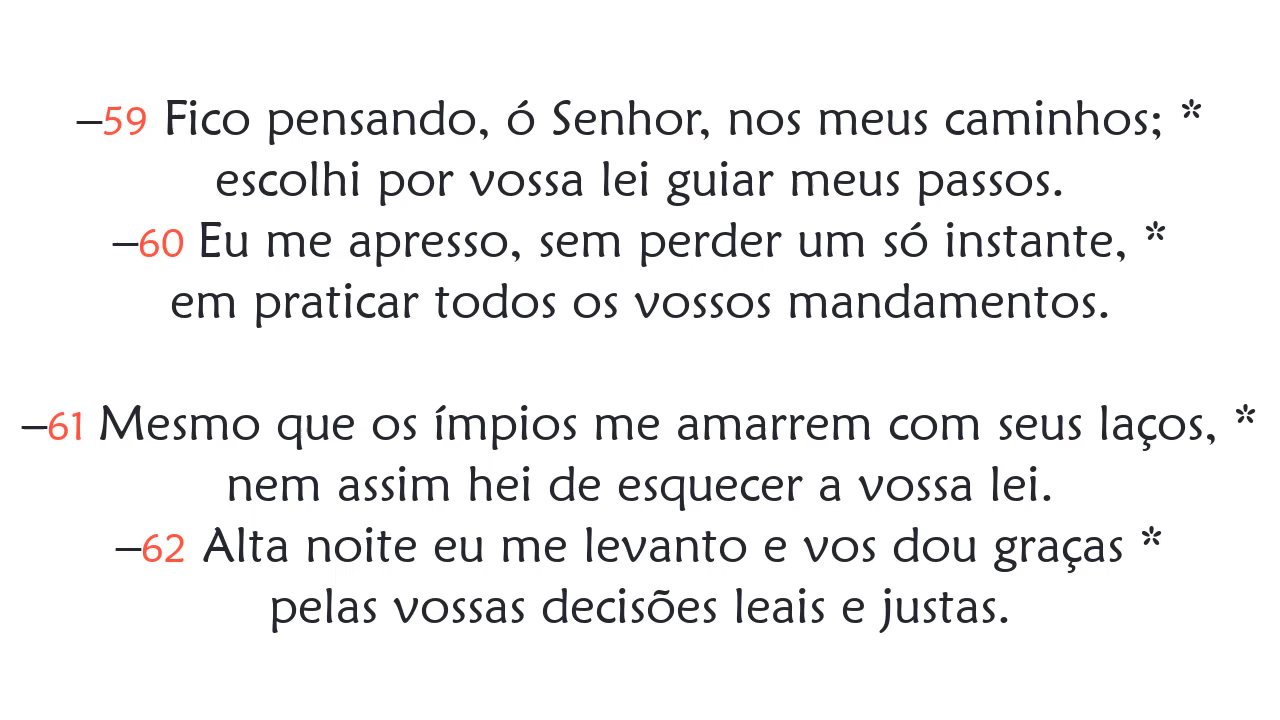 –59 Fico pensando, ó Senhor, nos meus caminhos; *
escolhi por vossa lei guiar meus passos.
–60 Eu me apresso, sem perder um só instante, *
em praticar todos os vossos mandamentos.
–61 Mesmo que os ímpios me amarrem com seus laços, *
nem assim hei de esquecer a vossa lei.
–62 Alta noite eu me levanto e vos dou graças *
pelas vossas decisões leais e justas.